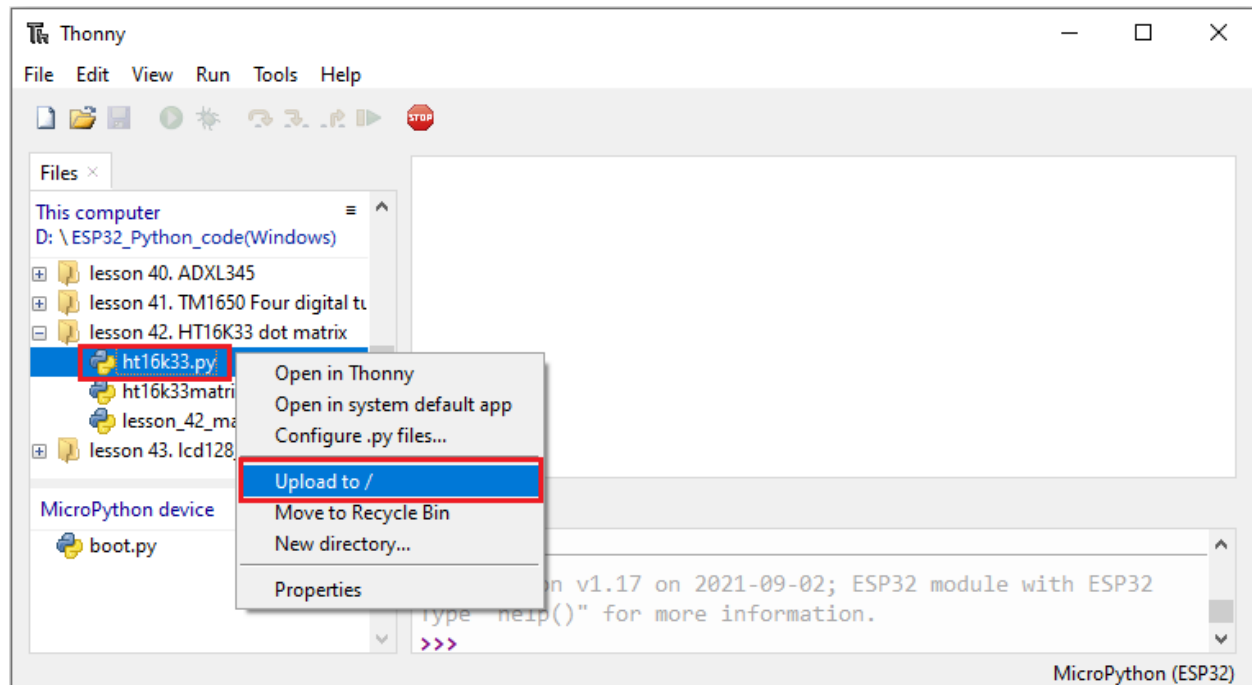 Thonny
File Edit View Run Tools Help
STOP
Files
This computer
D: \ ESP32_Python_code(Windows)
lesson 40. ADXL345
lesson 41. TM1650 Four digital tu
lesson 42. HT16K33 dot matrix
ht16k33.py
ht16k33matri
lesson_42_ma
lesson 43. lcd128_
Open in Thonny
Open in system default app
Configure .py files...
Upload to /
Move to Recycle Bin
New directory...
Properties
MicroPython device
boot.py
n v1.17 on 2021-09-02; ESP32 module with ESP32
Type "help()" for more information.
>>>
MicroPython (ESP32)